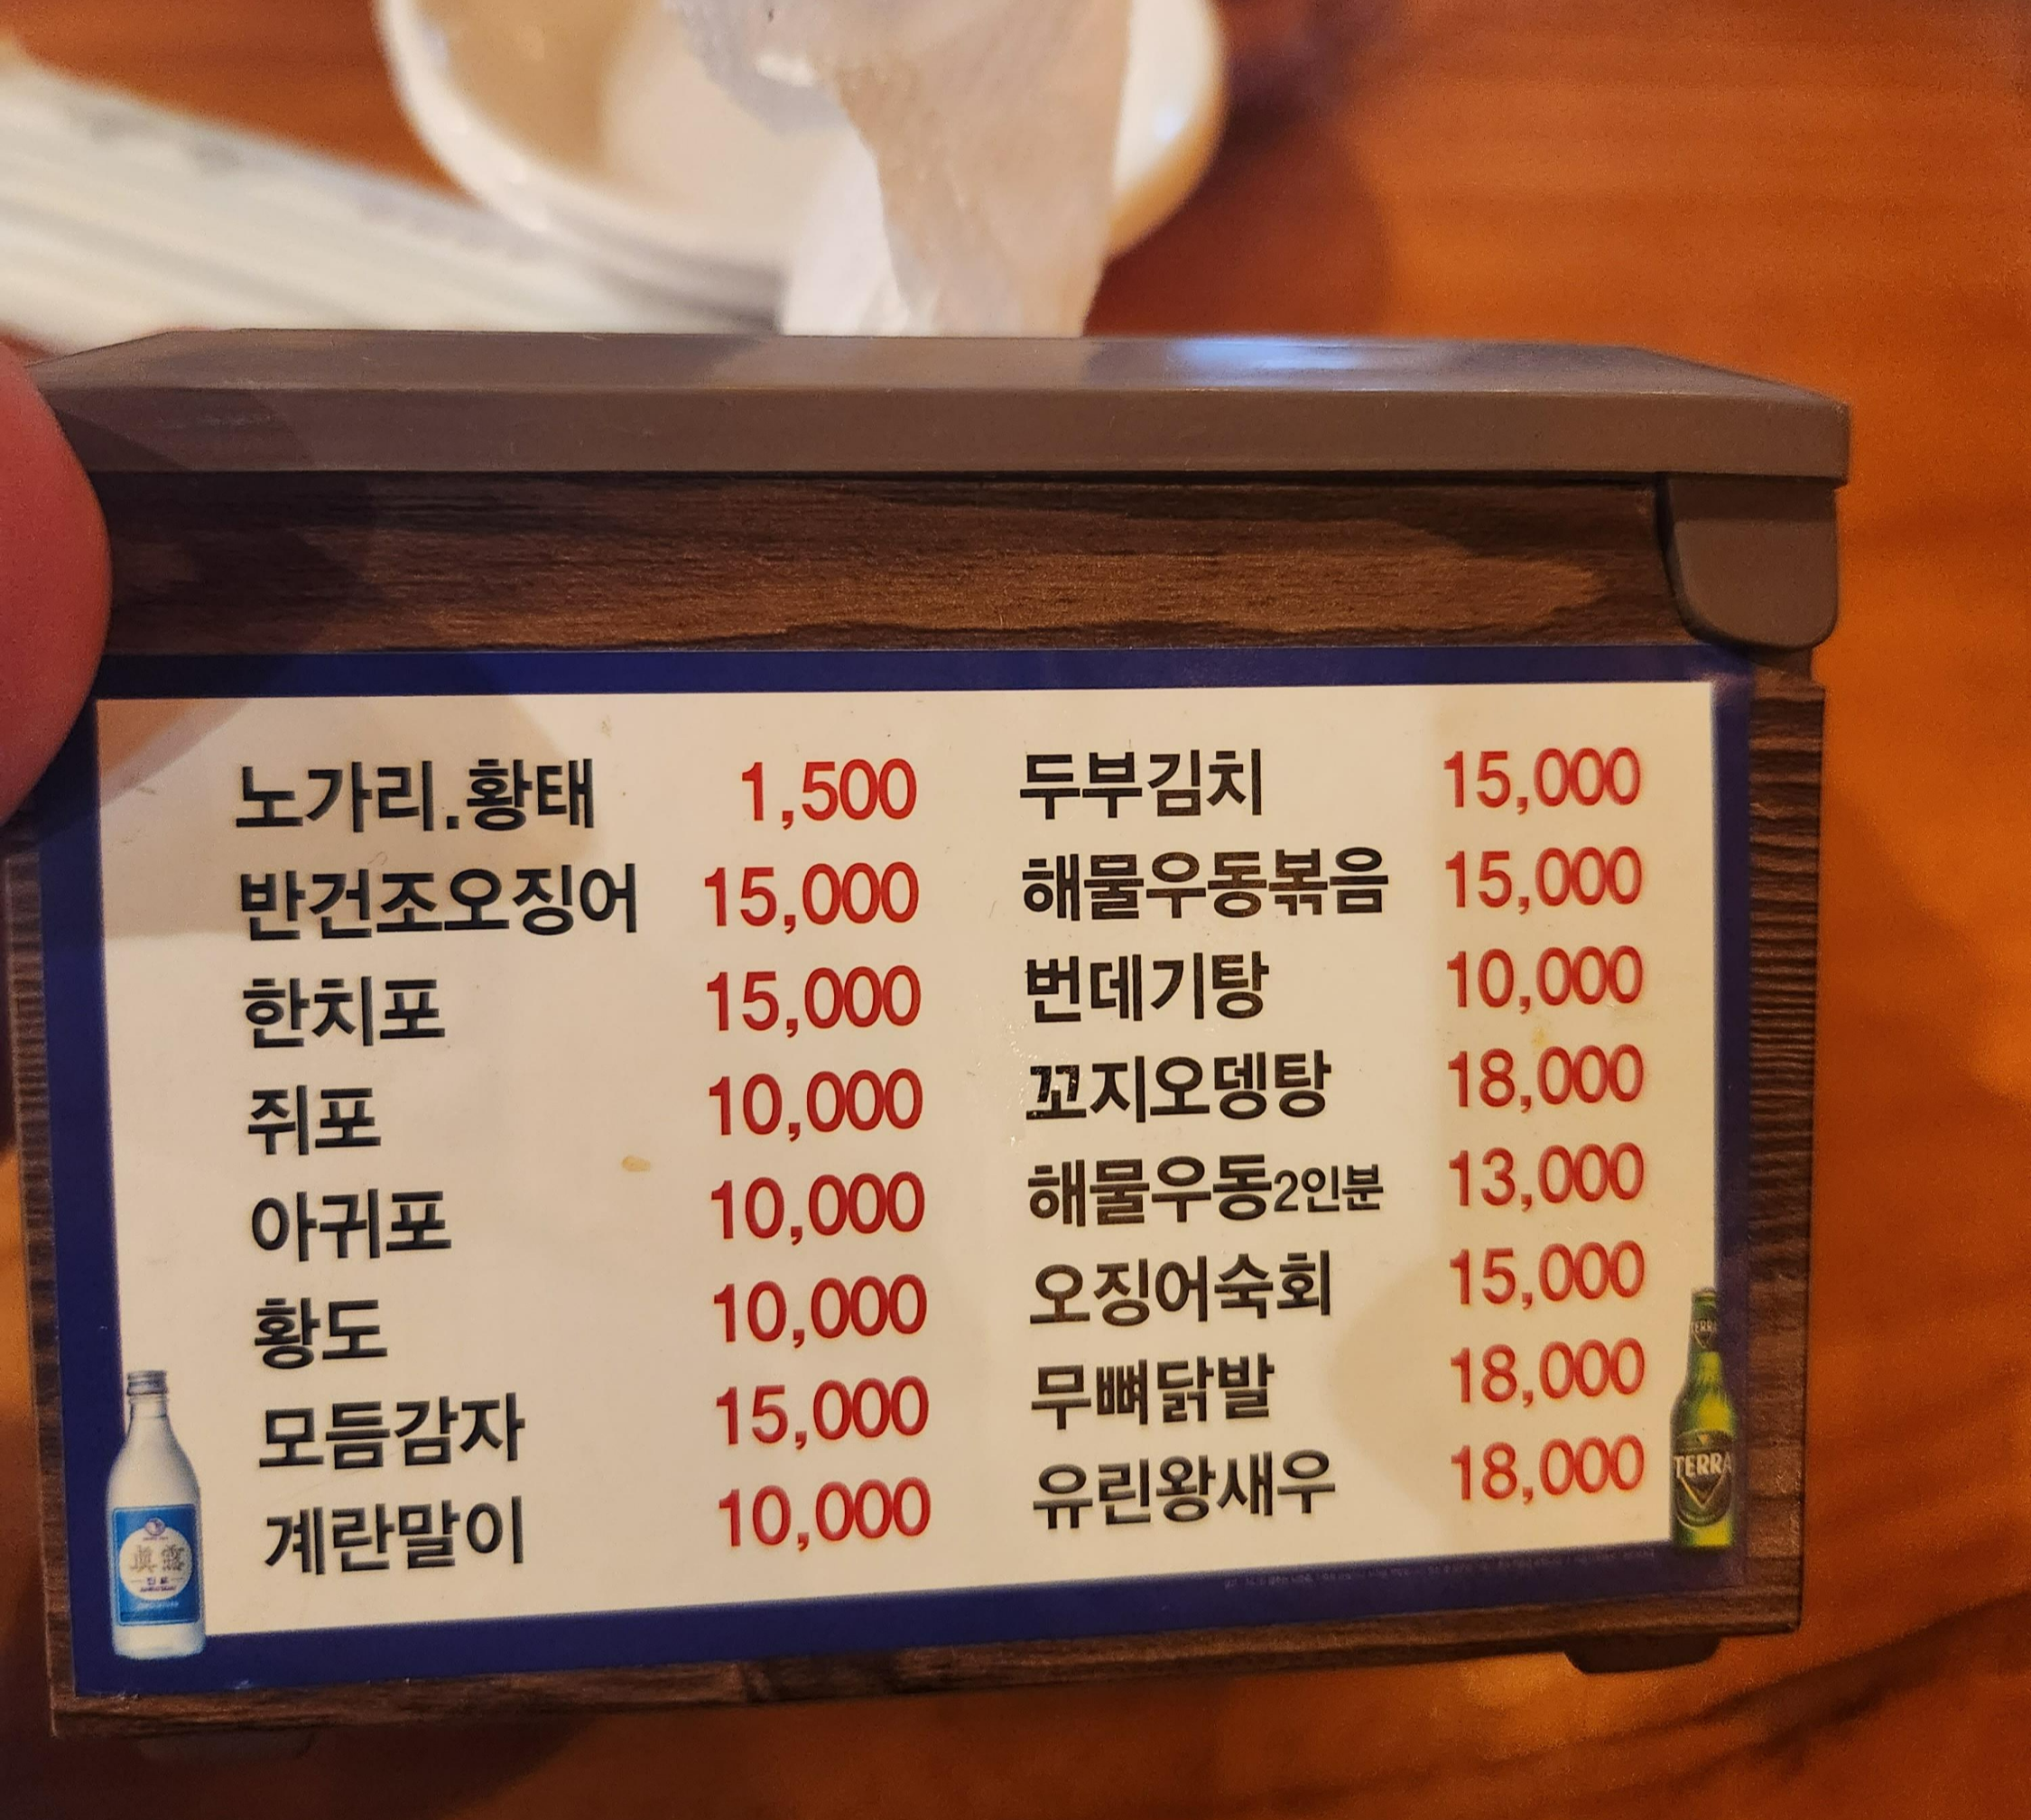 노가리.황태 1,500
반건조오징어 15,000
한치포 15,000
쥐포 10,000
아귀포 10,000
황도 10,000
모듬감자 15,000
계란말이 10,000
두부김치 15,000
해물우동볶음 15,000
번데기탕 10,000
꼬지오뎅탕 18,000
해물우동2인분 13,000
오징어숙회 15,000
무뼈닭발 18,000
유린왕새우 18,000
眞露
진로
TERRA
TERRA